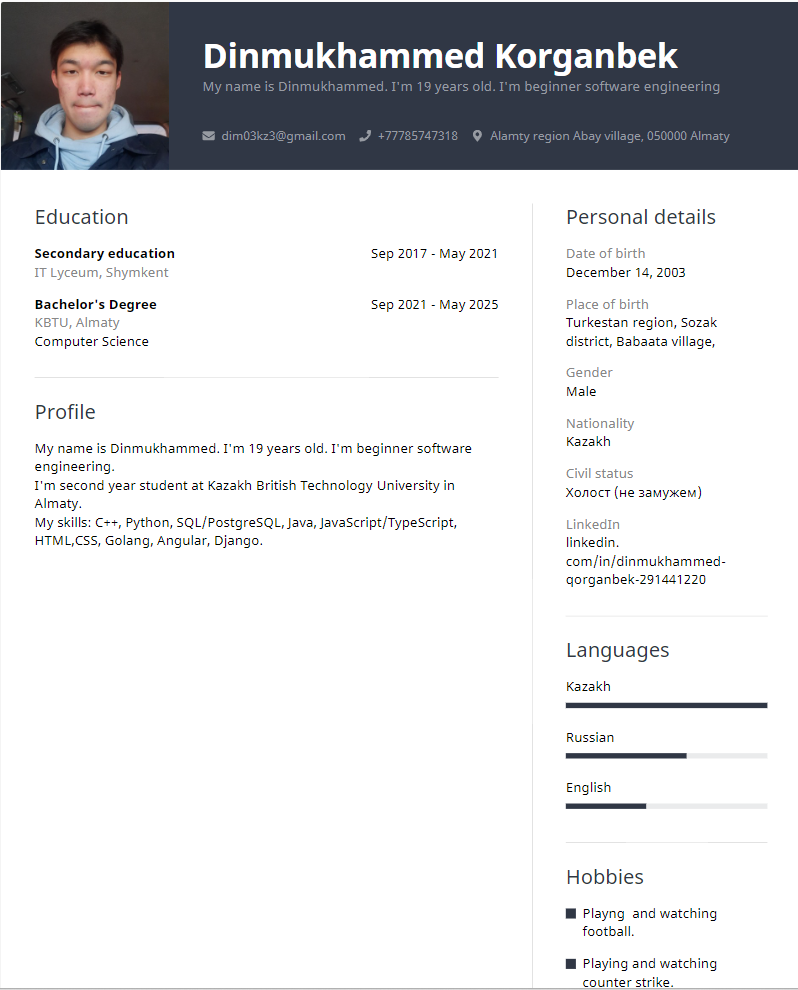 Dinmukhammed Korganbek
My name is Dinmukhammed. I'm 19 years old. I'm beginner software engineering
dim03kz3@gmail.com +77785747318 Alamty region Abay village, 050000 Almaty
Education
Secondary education Sep 2017 - May 2021
IT Lyceum, Shymkent
Bachelor's Degree Sep 2021 - May 2025
KBTU, Almaty
Computer Science
Profile
My name is Dinmukhammed. I'm 19 years old. I'm beginner software
engineering.
I'm second year student at Kazakh British Technology University in
Almaty.
My skills: C++, Python, SQL/PostgreSQL, Java, JavaScript/TypeScript,
HTML,CSS, Golang, Angular, Django.
Personal details
Date of birth
December 14, 2003
Place of birth
Turkestan region, Sozak
district, Babaata village,
Gender
Male
Nationality
Kazakh
Civil status
Холост (не замужем)
LinkedIn
linkedin.
com/in/dinmukhammed-
qorganbek-291441220
Languages
Kazakh
Russian
English
Hobbies
Playng  and watching
football.
Playing and watching
counter strike.